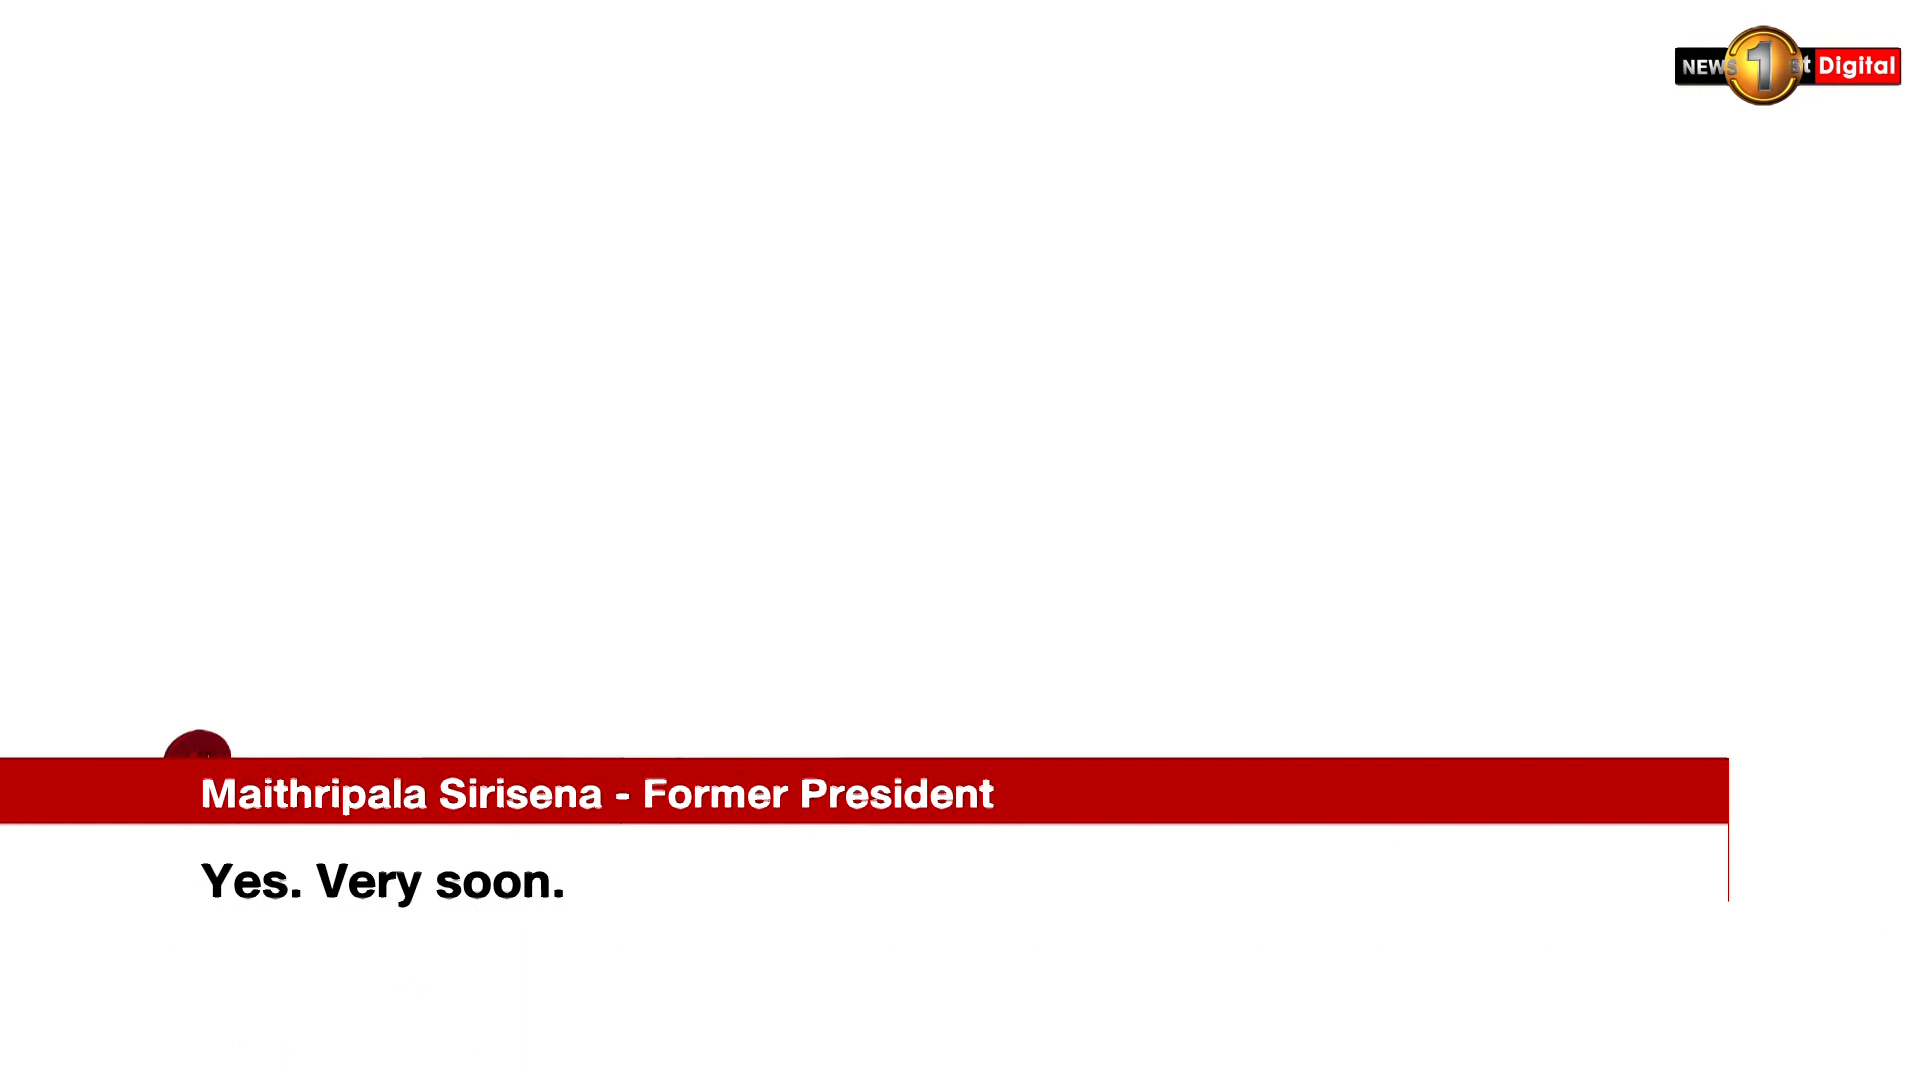 NEWS 1st Digital
Maithripala Sirisena - Former President
Yes. Very soon.